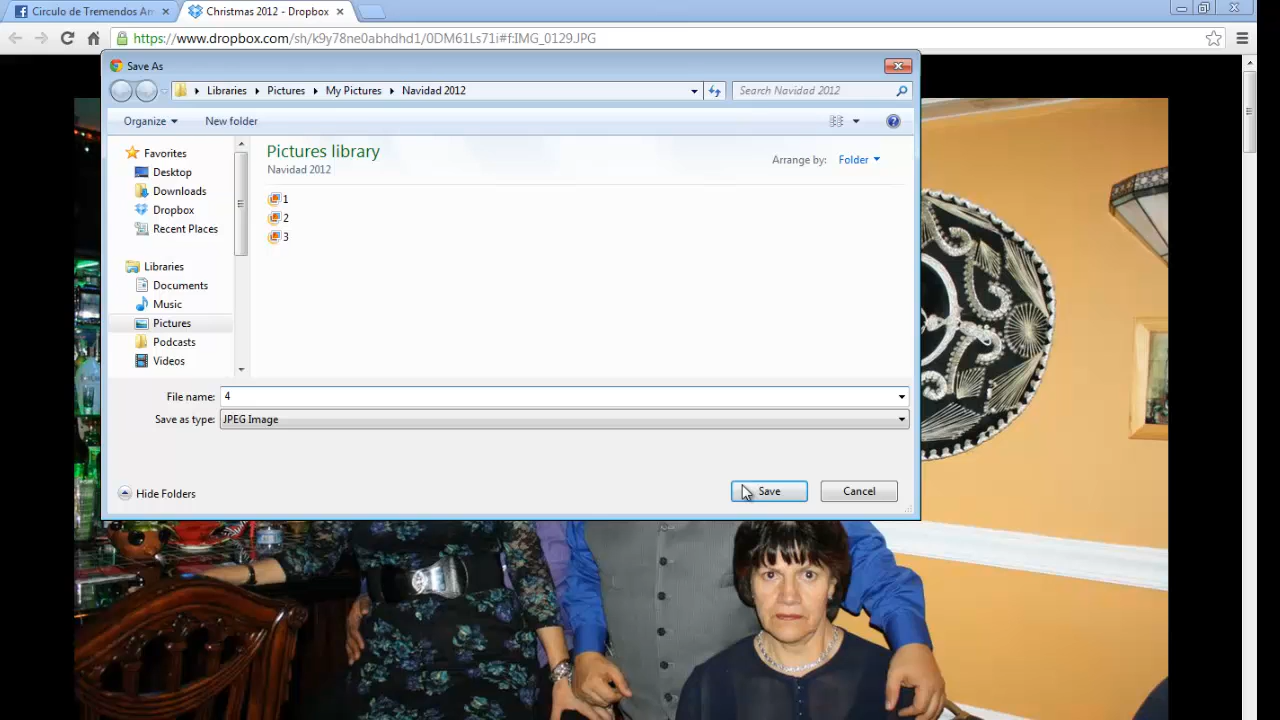 Circulo de Tremendos Am
Christmas 2012 - Dropbox
https://www.dropbox.com/sh/k9y78ne0abhdhd1/0DM61Ls71i#f:IMG_0129.JPG
Save As
Libraries
Pictures
My Pictures
Navidad 2012
Search Navidad 2012
Organize
New folder
Favorites
Desktop
Downloads
Dropbox
Recent Places
Libraries
Documents
Music
Pictures
Podcasts
Videos
Pictures library
Navidad 2012
Arrange by: Folder
1
2
3
File name: 4
Save as type: JPEG Image
Hide Folders
Save
Cancel